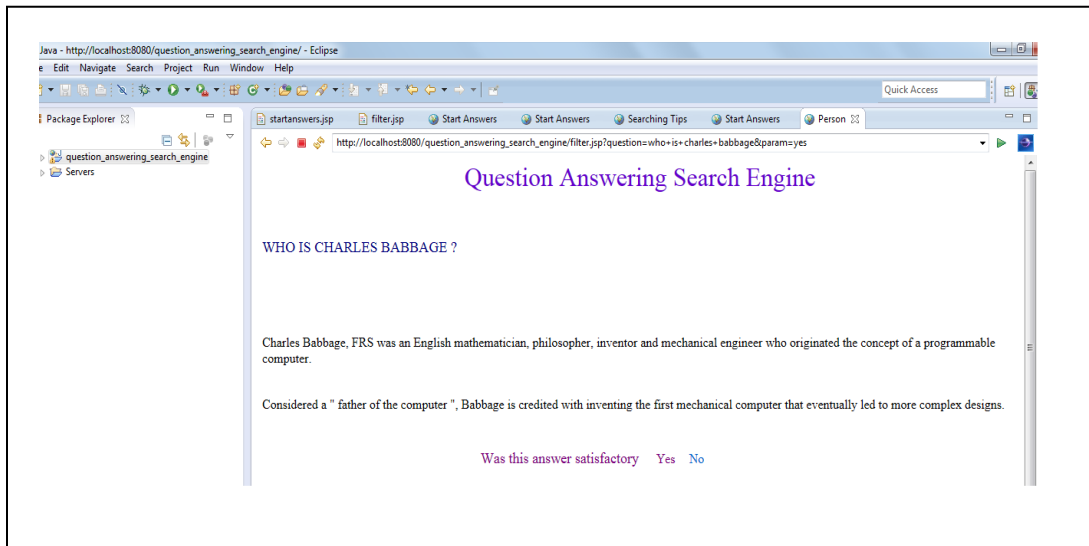 Java - http://localhost:8080/question_answering_search_engine/ - Eclipse
e Edit Navigate Search Project Run Window Help
Quick Access
Package Explorer
startanswers.jsp filter.jsp Start Answers Start Answers Searching Tips Start Answers Person
http://localhost:8080/question_answering_search_engine/filter.jsp?question=who+is+charles+babbage&param=yes
question_answering_search_engine
Servers
Question Answering Search Engine
WHO IS CHARLES BABBAGE ?
Charles Babbage, FRS was an English mathematician, philosopher, inventor and mechanical engineer who originated the concept of a programmable
computer.
Considered a " father of the computer ", Babbage is credited with inventing the first mechanical computer that eventually led to more complex designs.
Was this answer satisfactory Yes No